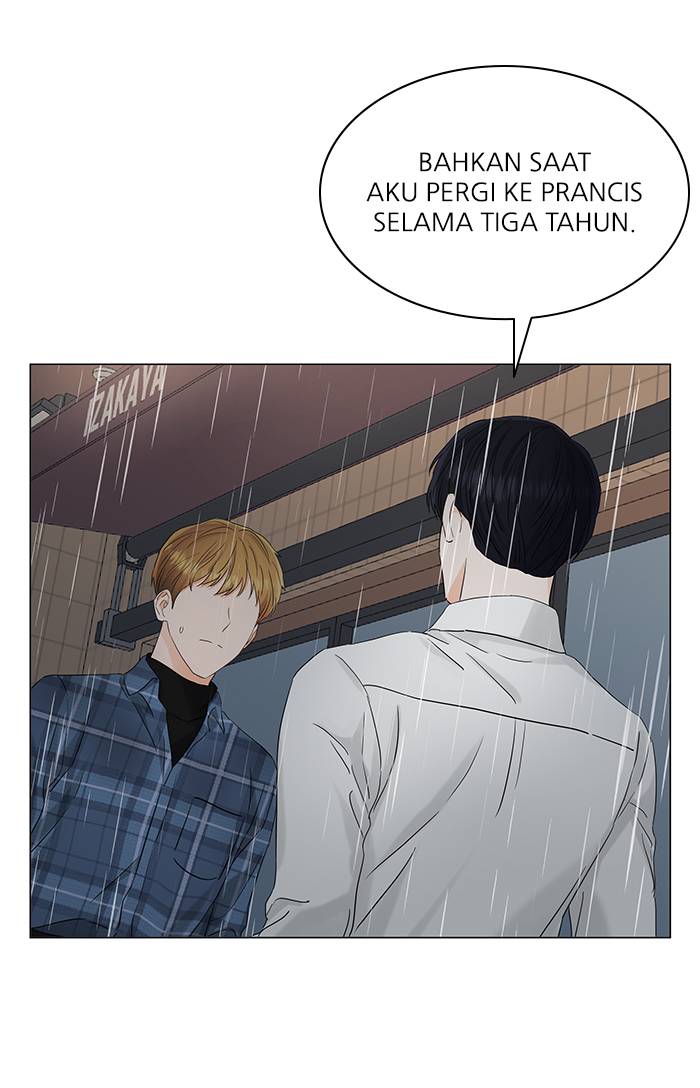 BAHKAN SAAT
AKU PERGI KE PRANCIS
SELAMA TIGA TAHUN.
IZAKAYA